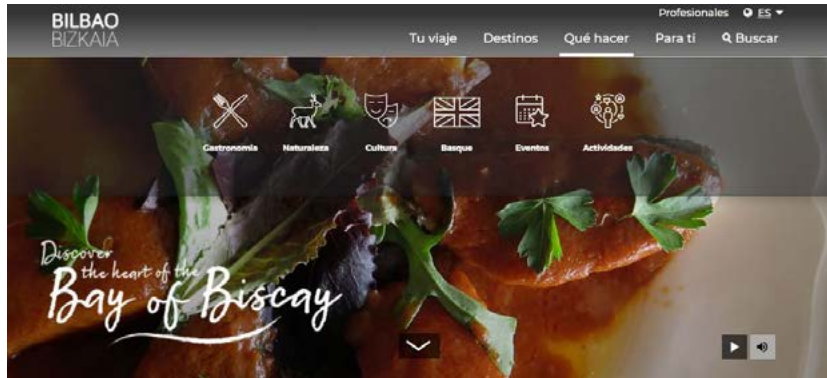 BILBAO
BIZKAIA
Profesionales ES
Tu viaje Destinos Qué hacer Para ti Buscar
Gastronomia Naturaleza Cultura Basque Eventos Actividades
Discover
the heart of the
Bay of Biscay